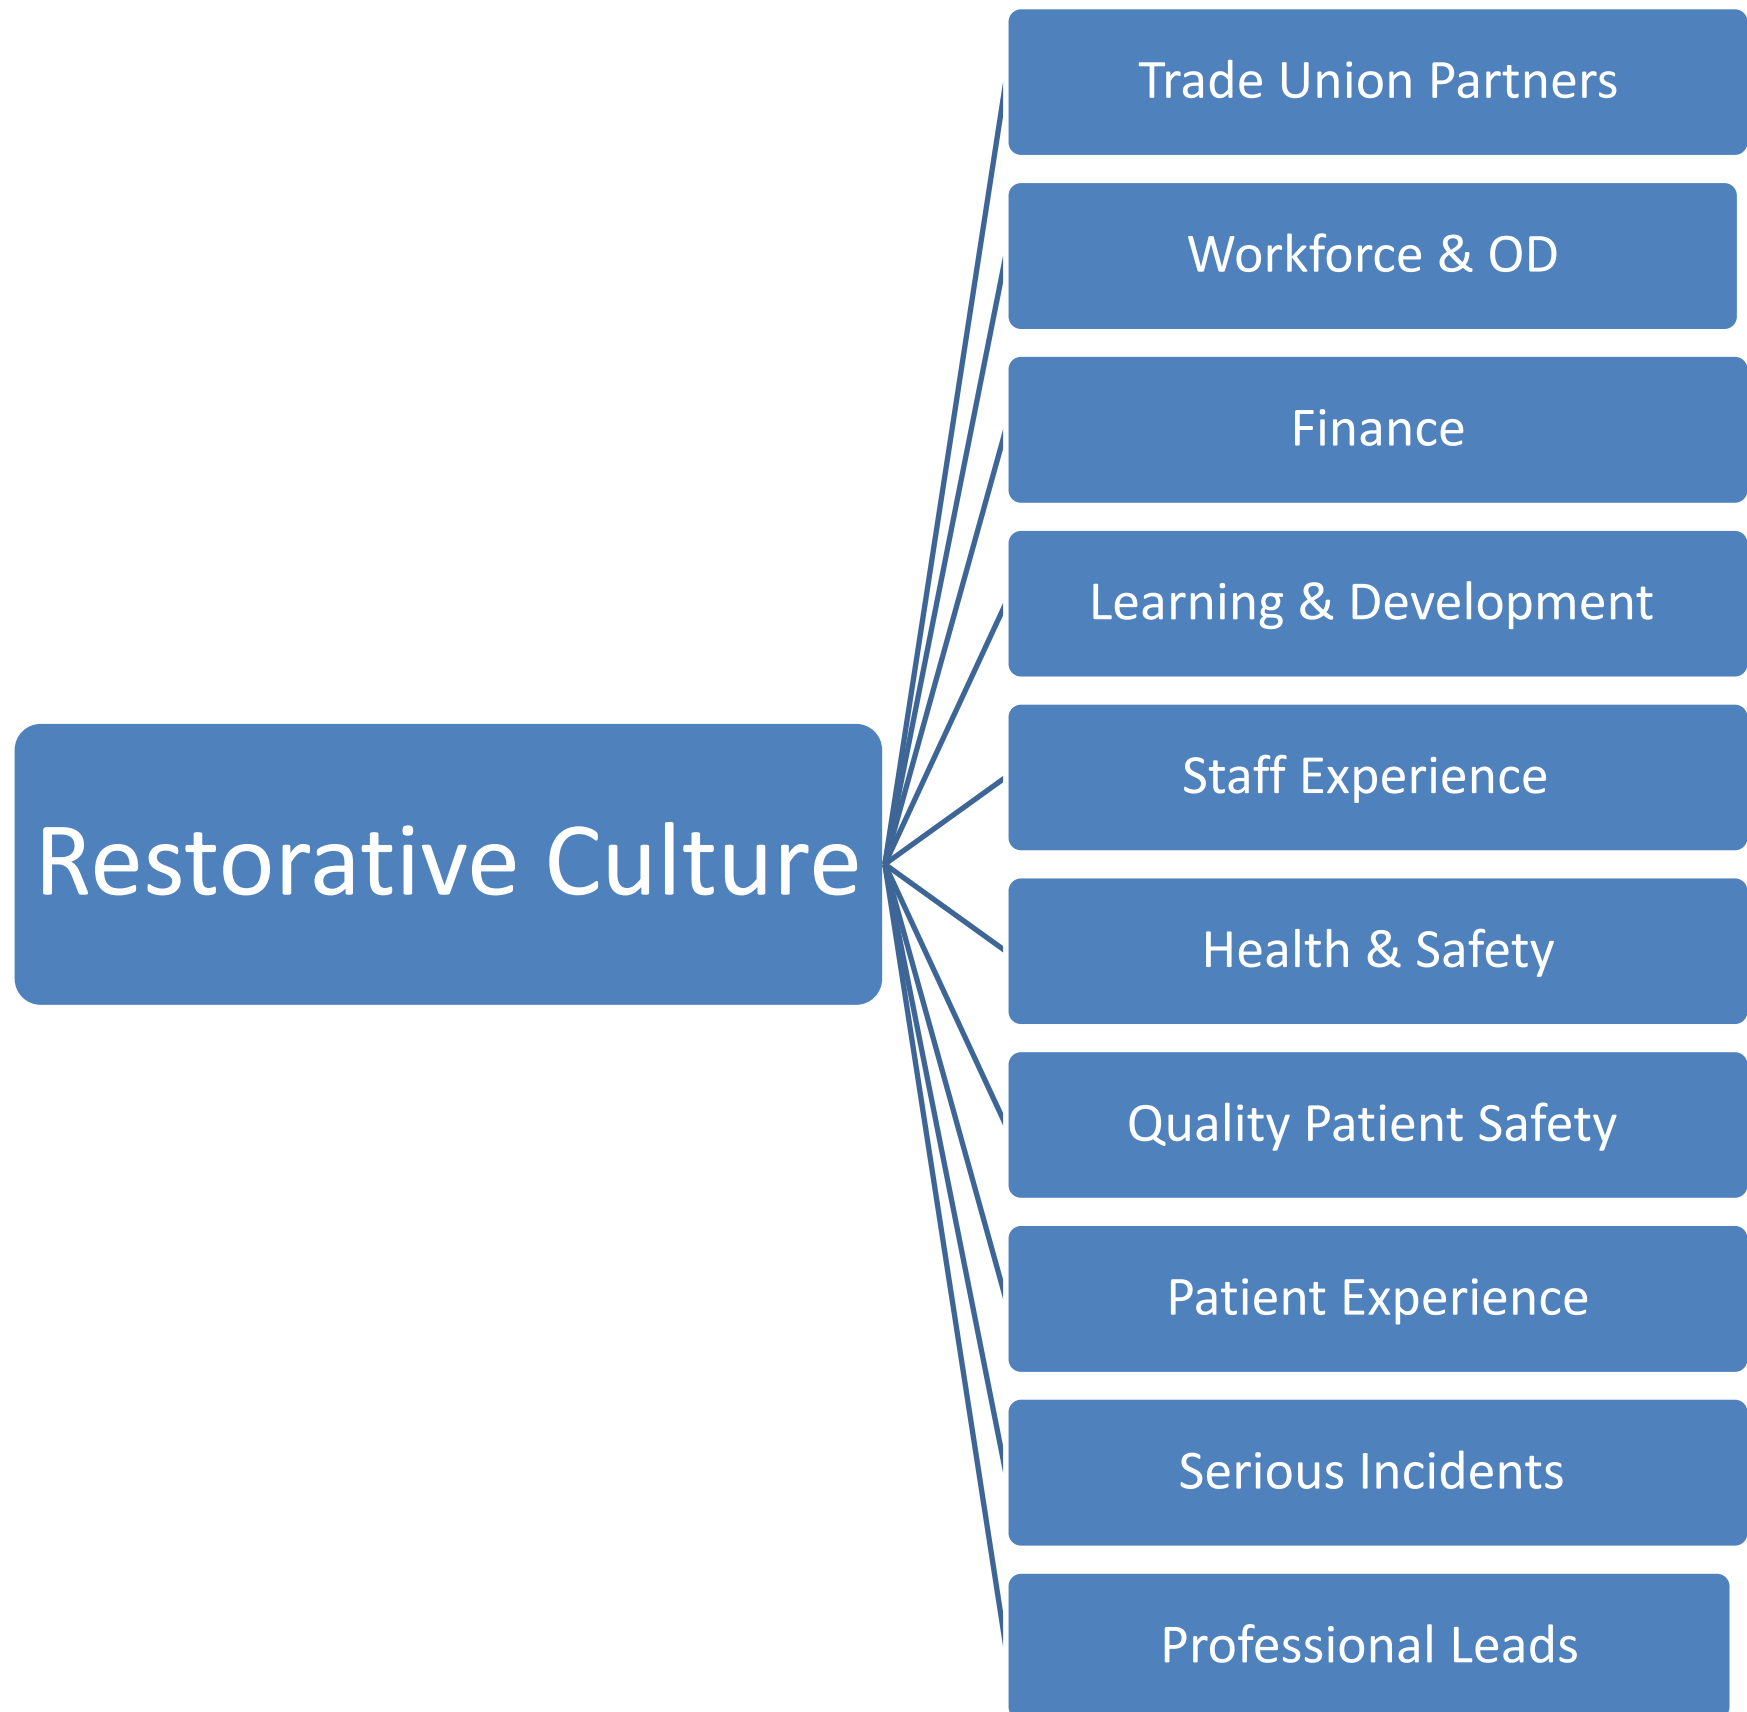 Trade Union Partners
Workforce & OD
Finance
Learning & Development
Staff Experience
Restorative Culture
Health & Safety
Quality Patient Safety
Patient Experience
Serious Incidents
Professional Leads